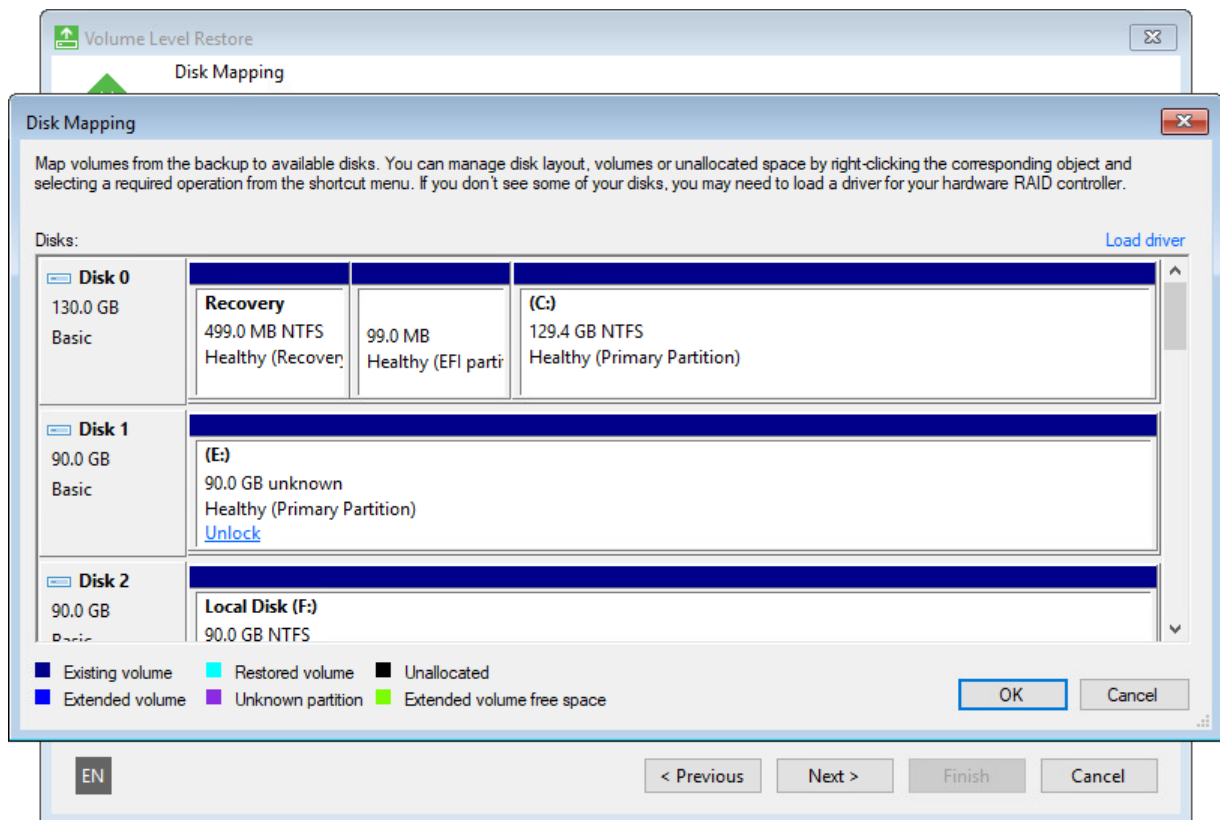 Volume Level Restore
Disk Mapping
Disk Mapping
Map volumes from the backup to available disks. You can manage disk layout, volumes or unallocated space by right-clicking the corresponding object and
selecting a required operation from the shortcut menu. If you don't see some of your disks, you may need to load a driver for your hardware RAID controller.
Disks:
Load driver
Disk 0
130.0 GB
Basic
Recovery
499.0 MB NTFS
Healthy (Recovery
99.0 MB
Healthy (EFI parti
(C:)
129.4 GB NTFS
Healthy (Primary Partition)
Disk 1
90.0 GB
Basic
(E:)
90.0 GB unknown
Healthy (Primary Partition)
Unlock
Disk 2
90.0 GB
Basic
Local Disk (F:)
90.0 GB NTFS
Existing volume
Restored volume
Unallocated
Extended volume
Unknown partition
Extended volume free space
OK
Cancel
EN
< Previous
Next >
Finish
Cancel